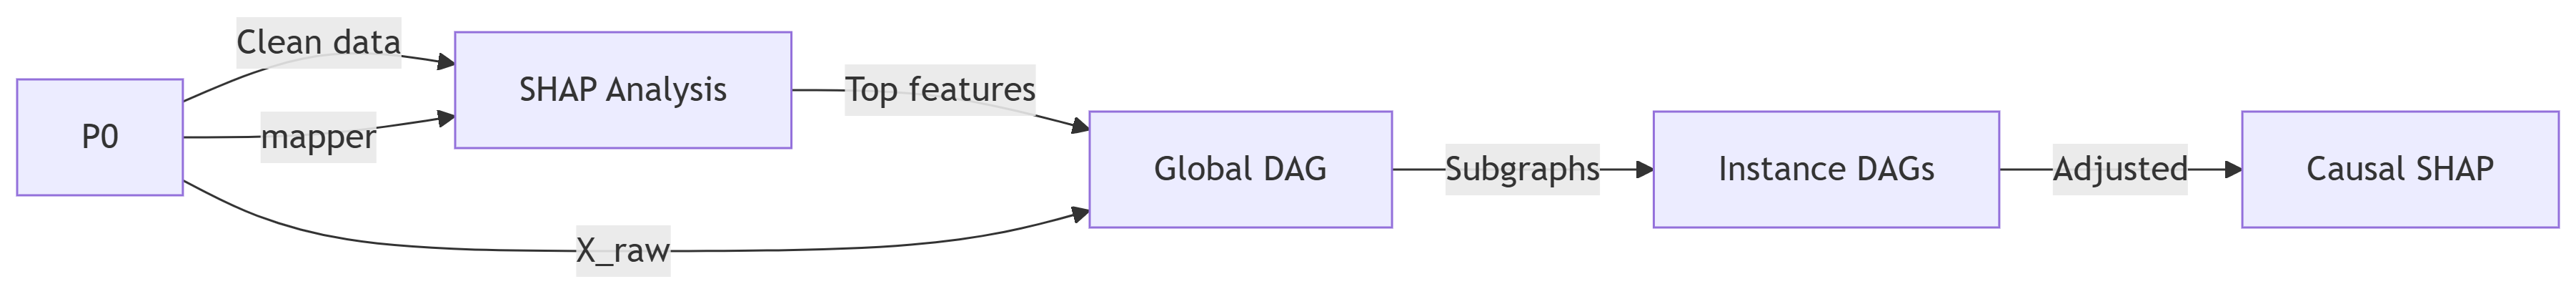 P0
Clean data
mapper
X_raw
SHAP Analysis
Top features
Global DAG
Subgraphs
Instance DAGs
Adjusted
Causal SHAP